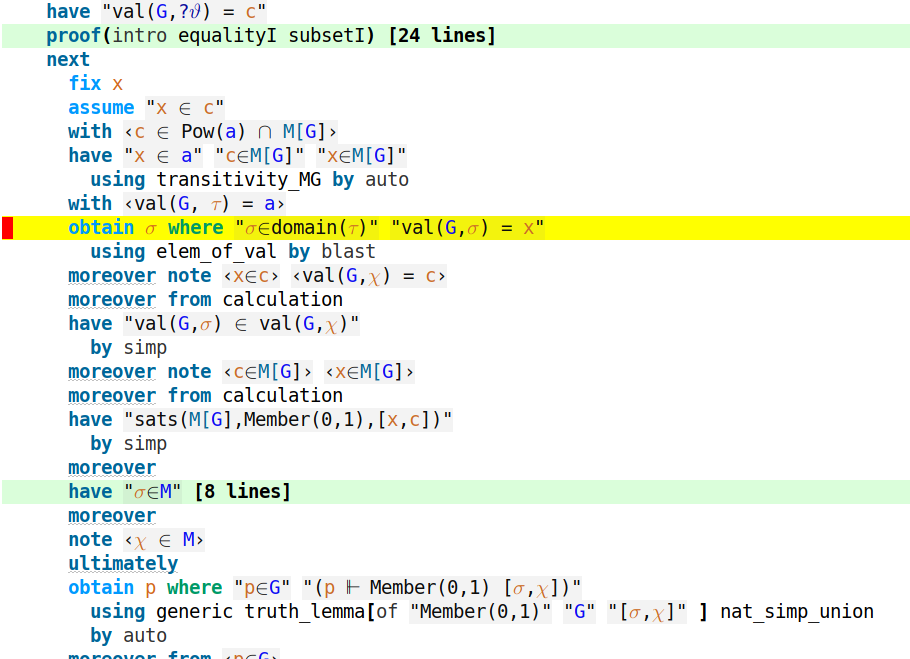 have "val(G,?ϑ) = c"
proof(intro equalityI subsetI) [24 lines]
next
fix x
assume "x ∈ c"
with ‹c ∈ Pow(a) ∩ M[G]›
have "x ∈ a" "c∈M[G]" "x∈M[G]"
using transitivity_MG by auto
with ‹val(G, τ) = a›
obtain σ where "σ∈domain(τ)" "val(G,σ) = x"
using elem_of_val by blast
moreover note ‹x∈c› ‹val(G,χ) = c›
moreover from calculation
have "val(G,σ) ∈ val(G,χ)"
by simp
moreover note ‹c∈M[G]› ‹x∈M[G]›
moreover from calculation
have "sats(M[G],Member(0,1),[x,c])"
by simp
moreover
have "σ∈M" [8 lines]
moreover
note ‹χ ∈ M›
ultimately
obtain p where "p∈G" "(p ⊩ Member(0,1) [σ,χ])"
using generic truth_lemma[of "Member(0,1)" "G" "[σ,χ]" ] nat_simp_union
by auto
moreover from ‹p∈G›